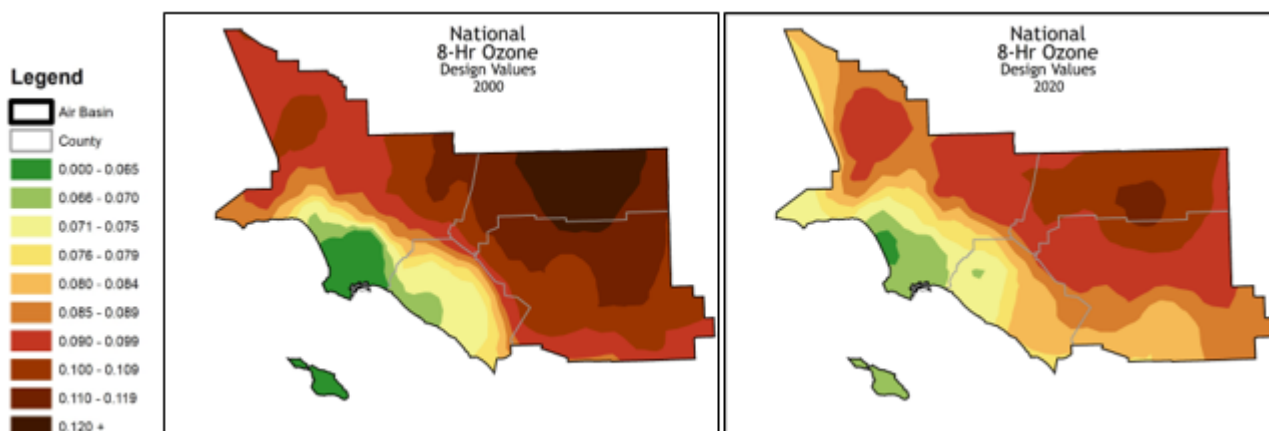 Legend
Air Basin
County
0.000 - 0.065
0.066 - 0.070
0.071 - 0.075
0.076 - 0.079
0.080 - 0.084
0.085 - 0.089
0.090 - 0.099
0.100 - 0.109
0.110 - 0.119
0.120 +
National
8-Hr Ozone
Design Values
2000
National
8-Hr Ozone
Design Values
2020